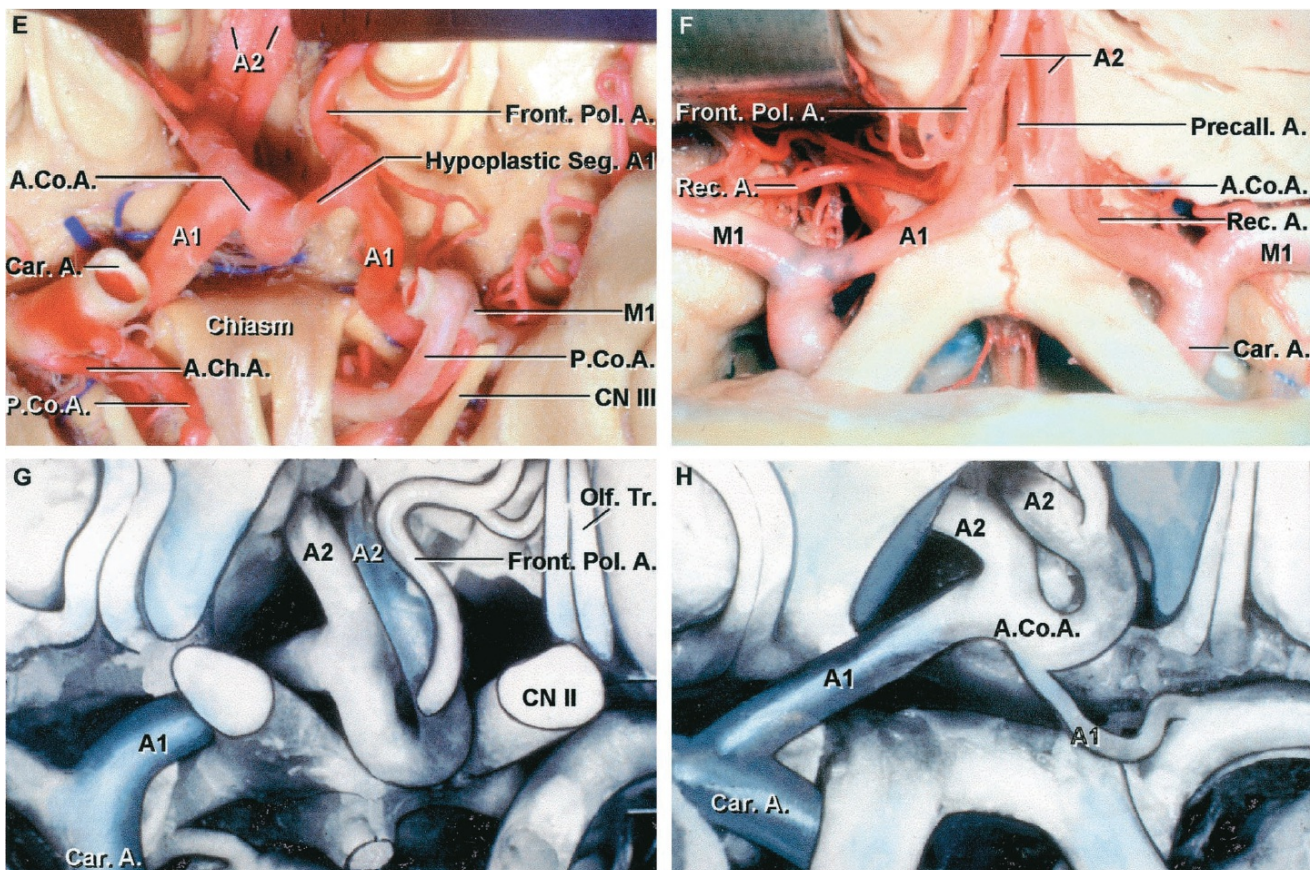 E
A2
Front. Pol. A.
Hypoplastic Seg. A1
A.Co.A.
A1
A1
Car. A.
M1
Chiasm
P.Co.A.
A.Ch.A.
CN III
P.Co.A.
F
A2
Front. Pol. A.
Precall. A.
Rec. A.
A.Co.A.
Rec. A.
M1
A1
M1
Car. A.
G
Olf. Tr.
A2
A2
Front. Pol. A.
CN II
A1
Car. A.
H
A2
A2
A.Co.A.
A1
A1
Car. A.